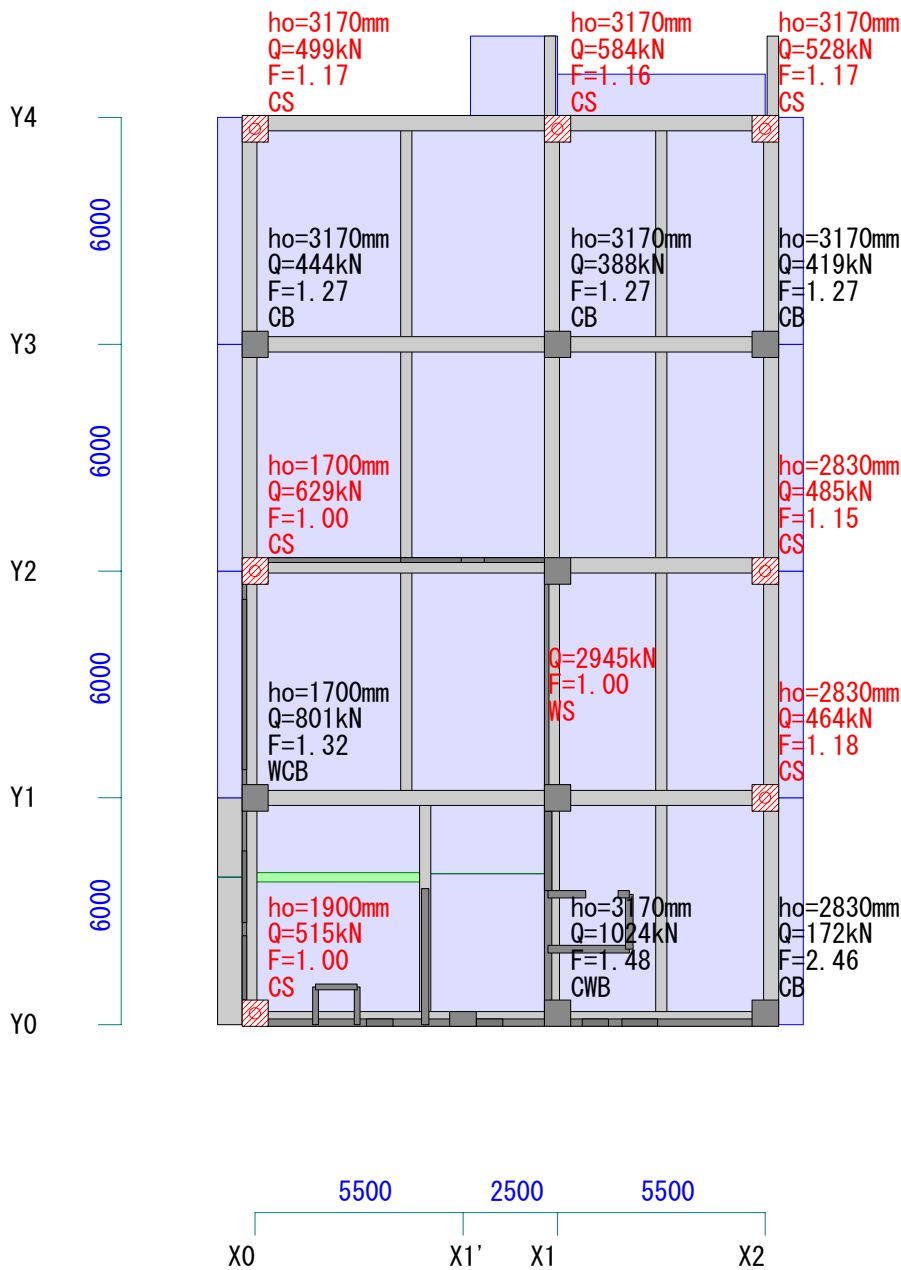 ho=3170mm
Q=499kN
F=1.17
CS
ho=3170mm
Q=584kN
F=1.16
CS
ho=3170mm
Q=528kN
F=1.17
CS
Y4
6000
ho=3170mm
Q=444kN
F=1.27
CB
ho=3170mm
Q=388kN
F=1.27
CB
ho=3170mm
Q=419kN
F=1.27
CB
Y3
6000
ho=1700mm
Q=629kN
F=1.00
CS
ho=2830mm
Q=485kN
F=1.15
CS
Y2
6000
Q=2945kN
F=1.00
WS
ho=1700mm
Q=801kN
F=1.32
WCB
ho=2830mm
Q=464kN
F=1.18
CS
Y1
6000
ho=1900mm
Q=515kN
F=1.00
CS
ho=3170mm
Q=1024kN
F=1.48
CWB
ho=2830mm
Q=172kN
F=2.46
CB
Y0
5500
2500
5500
X0
X1'
X1
X2